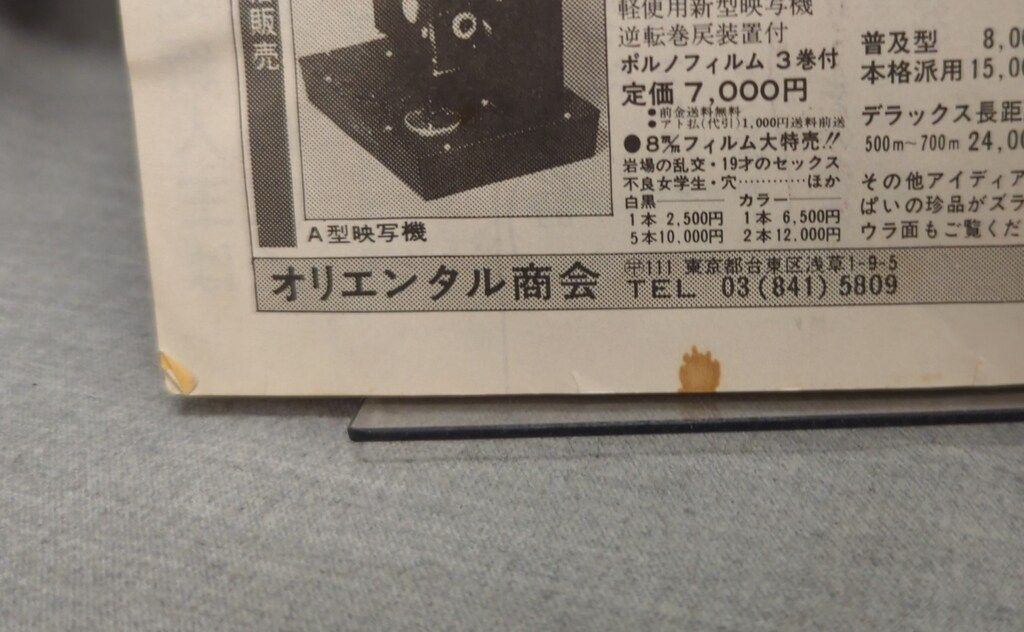 販売
軽便用新型映写機
逆転巻戻装置付
ポルノフィルム 3巻付
定価 7,000円
●前金送料無料
●アト払(代引)1,000円送料前送
●8㎜フィルム大特売!!
岩場の乱交・19才のセックス
不良女学生・穴…………ほか
白黒―― カラー――
1本 2,500円 1本 6,500円
5本10,000円 2本12,000円
普及型 8,0
本格派用 15,0
デラックス長距
500m~700m 24,0
その他アイディア
ぱいの珍品がズラ
ウラ面もご覧くだ
A型映写機
オリエンタル商会
〒111 東京都台東区浅草1-9-5
TEL 03(841)5809